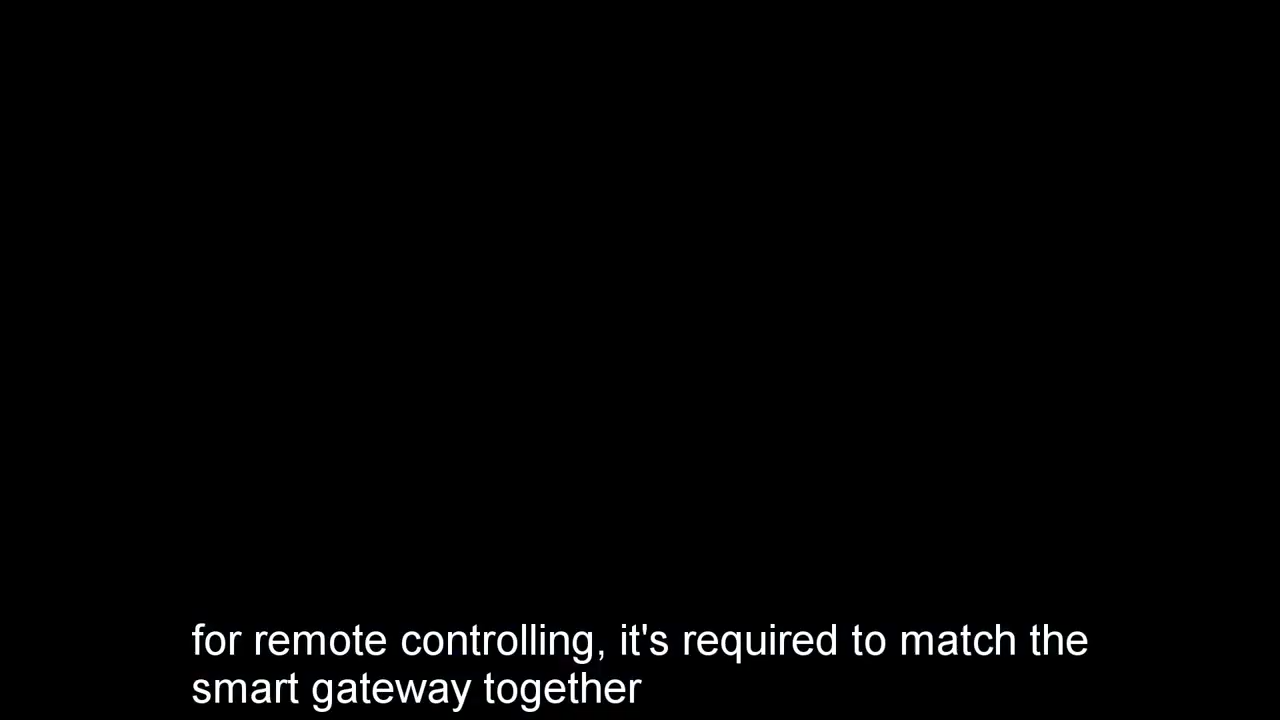 for remote controlling, it's required to match the
smart gateway together